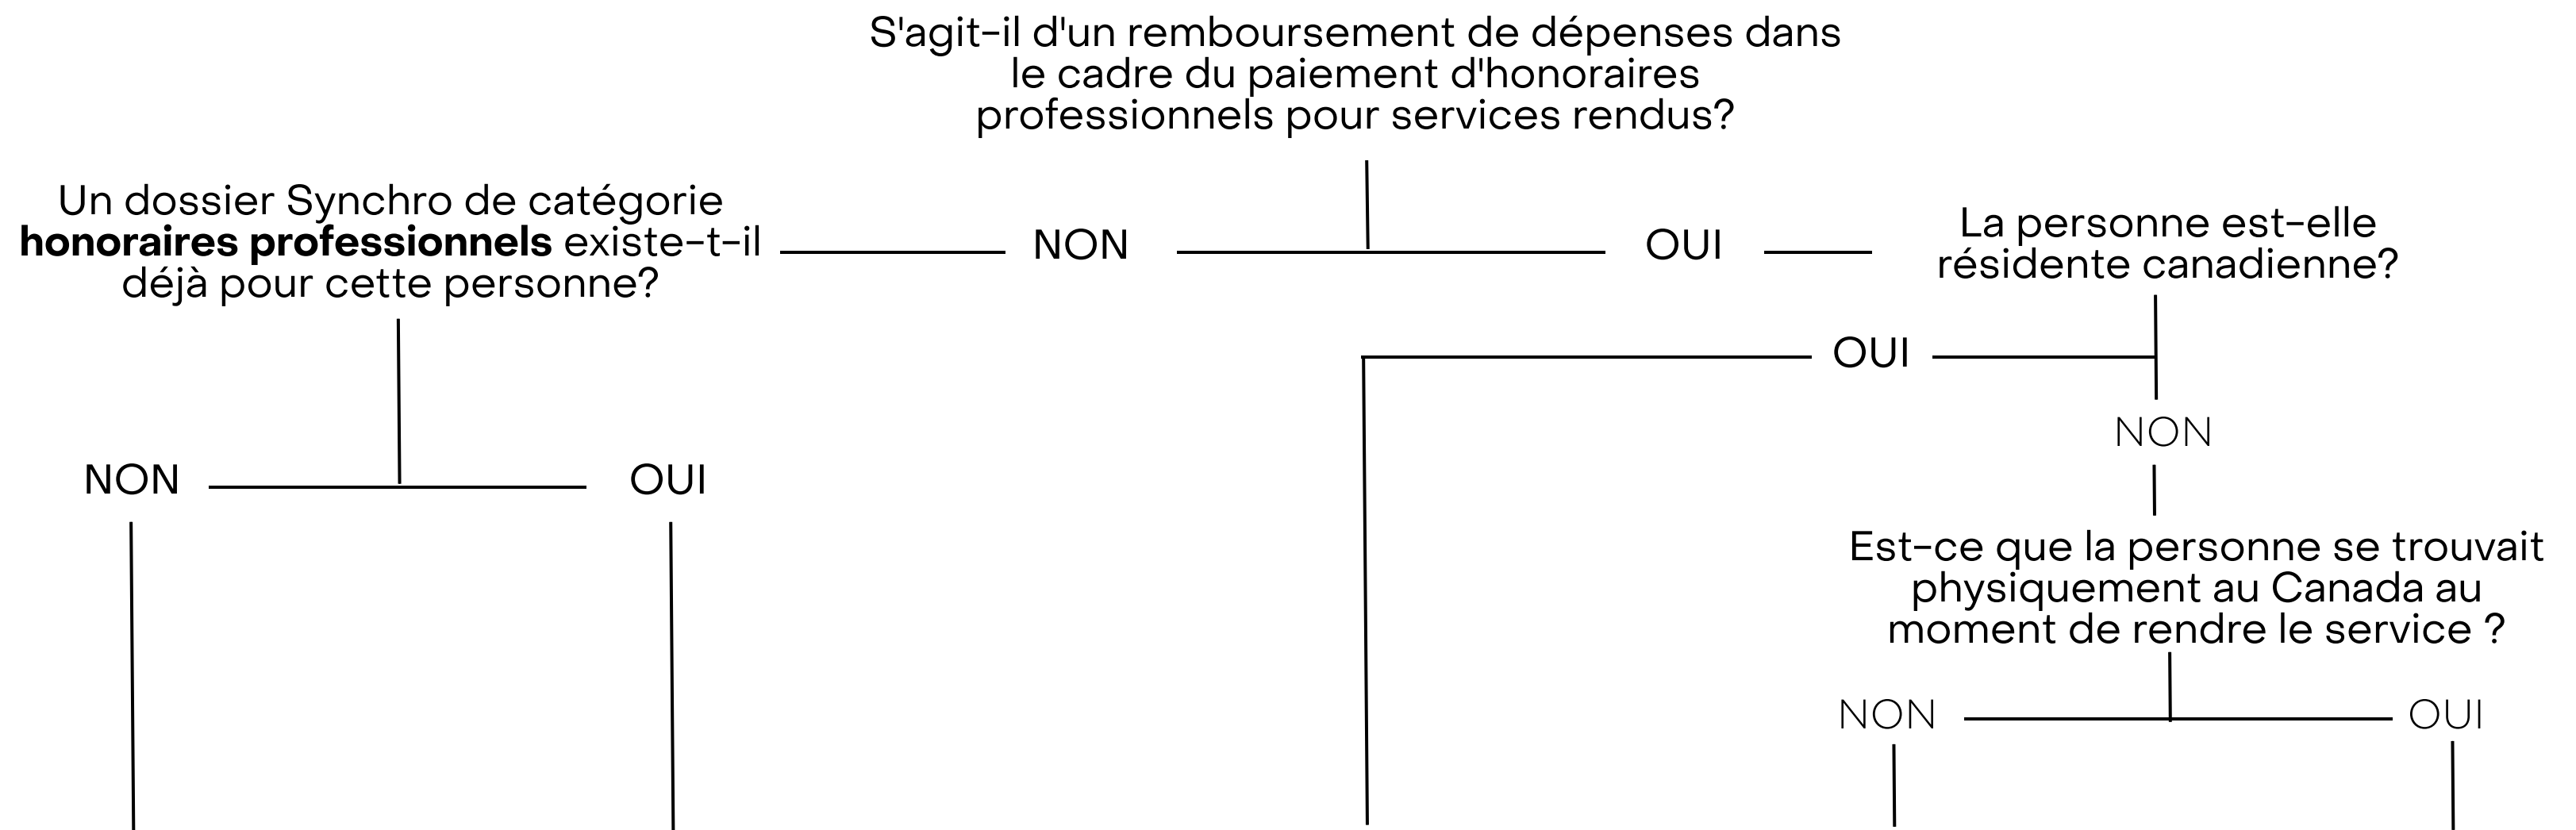 S'agit-il d'un remboursement de dépenses dans
le cadre du paiement d'honoraires
professionnels pour services rendus?
Un dossier Synchro de catégorie
honoraires professionnels existe-t-il
déjà pour cette personne?
NON
OUI
La personne est-elle
résidente canadienne?
OUI
NON
NON
OUI
Est-ce que la personne se trouvait
physiquement au Canada au
moment de rendre le service ?
NON
OUI